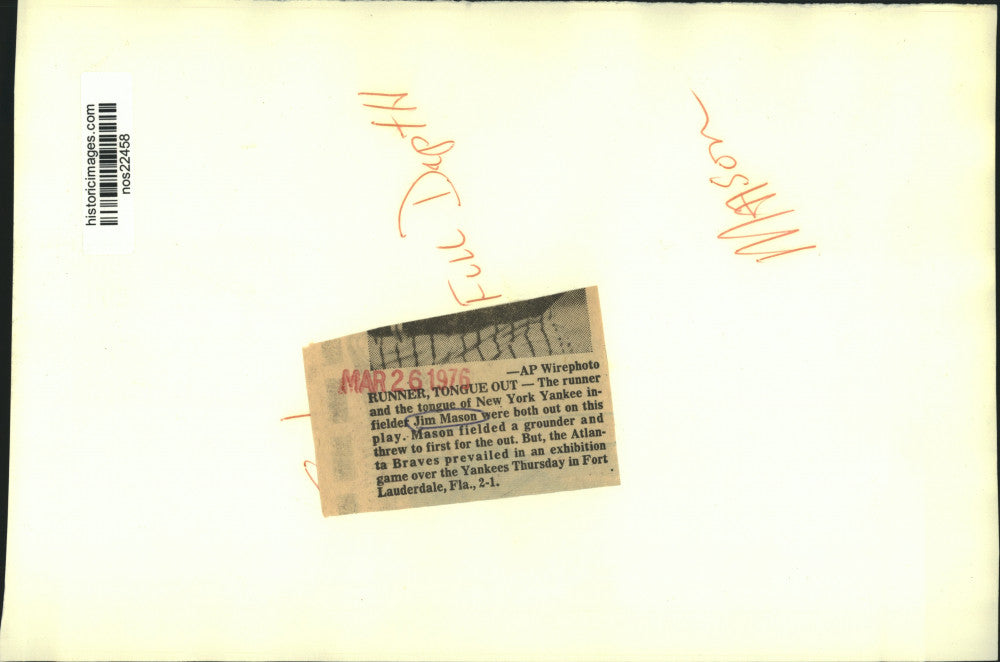 historicimages.com
nos22458
Full Depth
MASON
MAR 26 1976
—AP Wirephoto
RUNNER, TONGUE OUT — The runner
and the tongue of New York Yankee in-
fielder Jim Mason were both out on this
play. Mason fielded a grounder and
threw to first for the out. But, the Atlan-
ta Braves prevailed in an exhibition
game over the Yankees Thursday in Fort
Lauderdale, Fla., 2-1.